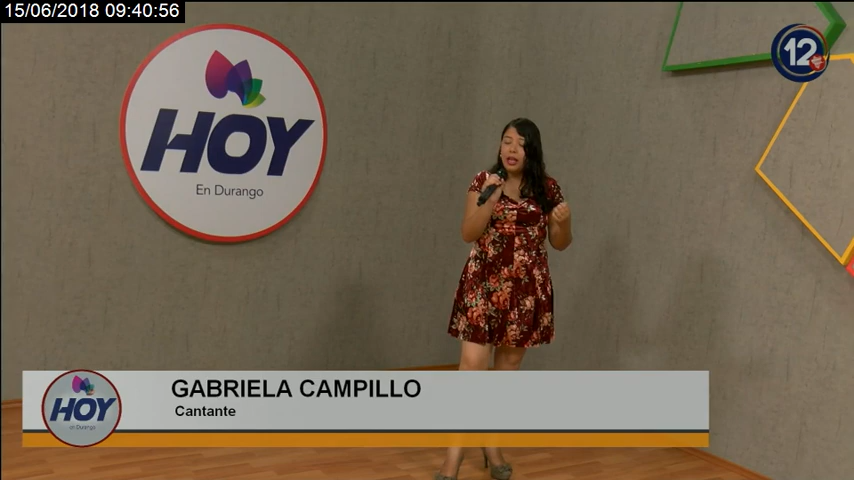 15/06/2018 09:40:56
12
HOY
En Durango
GABRIELA CAMPILLO
Cantante
HOY
en Durango